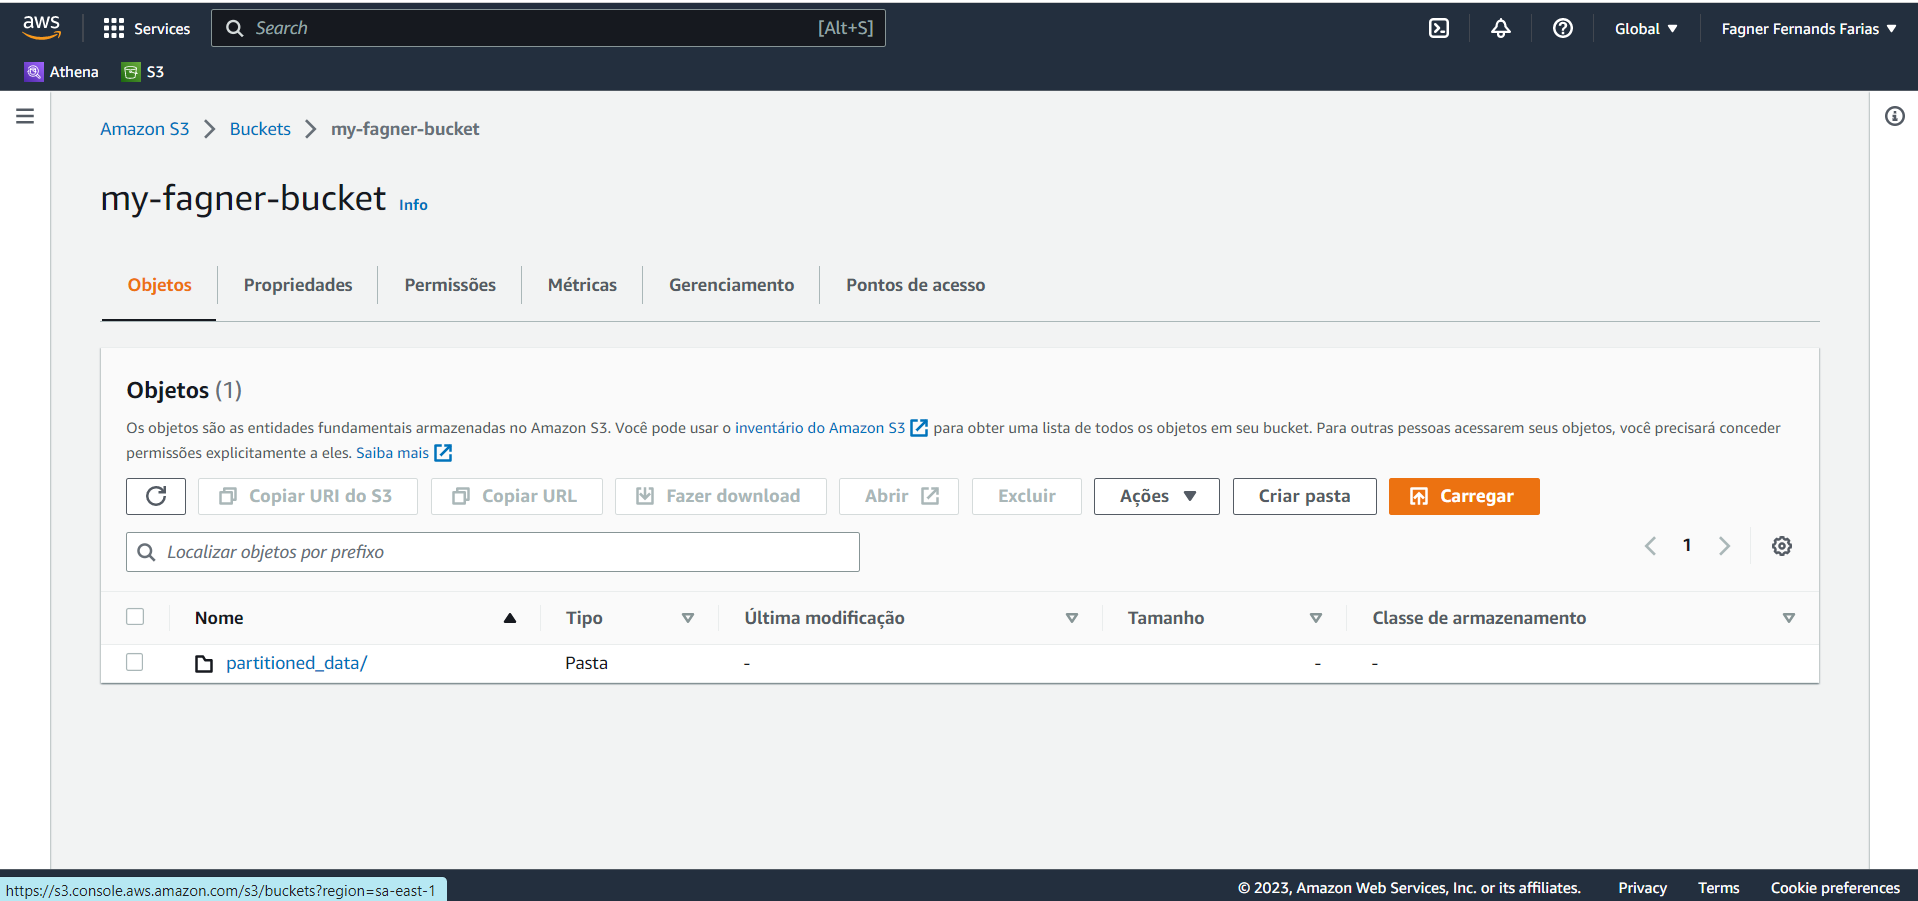 aws Services Search [Alt+S] Global Fagner Fernands Farias
Athena S3
Amazon S3 Buckets my-fagner-bucket
my-fagner-bucket Info
Objetos Propriedades Permissões Métricas Gerenciamento Pontos de acesso
Objetos (1)
Os objetos são as entidades fundamentais armazenadas no Amazon S3. Você pode usar o inventário do Amazon S3 para obter uma lista de todos os objetos em seu bucket. Para outras pessoas acessarem seus objetos, você precisará conceder
permissões explicitamente a eles. Saiba mais
Copiar URI do S3 Copiar URL Fazer download Abrir Excluir Ações Criar pasta Carregar
Localizar objetos por prefixo 1
Nome Tipo Última modificação Tamanho Classe de armazenamento
partitioned_data/ Pasta - - -
https://s3.console.aws.amazon.com/s3/buckets?region=sa-east-1 © 2023, Amazon Web Services, Inc. or its affiliates. Privacy Terms Cookie preferences